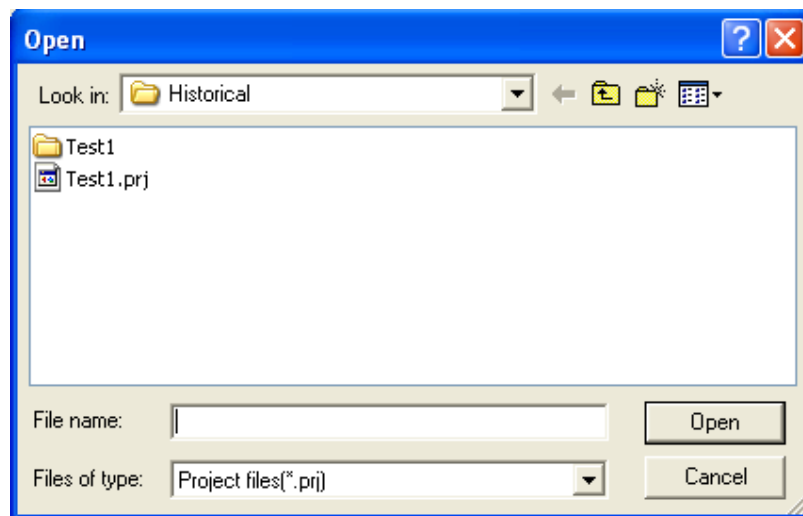 Open
Look in: Historical
Test1
Test1.prj
File name: Open
Files of type: Project files(*.prj) Cancel